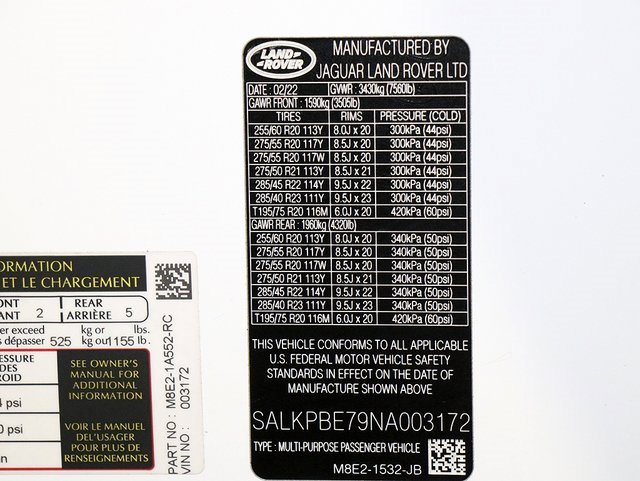 LAND-
-ROVER
MANUFACTURED BY
JAGUAR LAND ROVER LTD
DATE : 02/22 GVWR : 3430kg (7560lb)
GAWR FRONT : 1590kg (3505lb)
TIRES RIMS PRESSURE (COLD)
255/60 R20 113Y 8.0J x 20 300kPa (44psi)
275/55 R20 117Y 8.5J x 20 300kPa (44psi)
275/55 R20 117W 8.5J x 20 300kPa (44psi)
275/50 R21 113Y 8.5J x 21 300kPa (44psi)
285/45 R22 114Y 9.5J x 22 300kPa (44psi)
285/40 R23 111Y 9.5J x 23 300kPa (44psi)
T195/75 R20 116M 6.0J x 20 420kPa (60psi)
GAWR REAR : 1960kg (4320lb)
255/60 R20 113Y 8.0J x 20 340kPa (50psi)
275/55 R20 117Y 8.5J x 20 340kPa (50psi)
275/55 R20 117W 8.5J x 20 340kPa (50psi)
275/50 R21 113Y 8.5J x 21 340kPa (50psi)
285/45 R22 114Y 9.5J x 22 340kPa (50psi)
285/40 R23 111Y 9.5J x 23 340kPa (50psi)
T195/75 R20 116M 6.0J x 20 420kPa (60psi)
THIS VEHICLE CONFORMS TO ALL APPLICABLE
U.S. FEDERAL MOTOR VEHICLE SAFETY
STANDARDS IN EFFECT ON THE DATE OF
MANUFACTURE SHOWN ABOVE
SALKPBE79NA003172
TYPE : MULTI-PURPOSE PASSENGER VEHICLE
M8E2-1532-JB
ORMATION
ET LE CHARGEMENT
ONT 2 REAR 5
ANT ARRIÈRE
er exceed kg or lbs.
s dépasser 525 kg ou 1155 lb.
ESSURE
DES
ROID
4 psi
0 psi
SEE OWNER'S
MANUAL FOR
ADDITIONAL
INFORMATION
VOIR LE MANUEL
DEL'USAGER
POUR PLUS DE
RENSEIGNEMENTS
PART NO : M8E2-1A552-RC
VIN NO : 003172